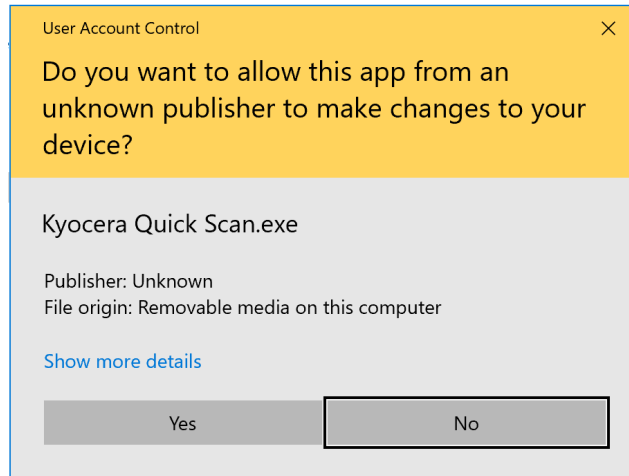 User Account Control
Do you want to allow this app from an
unknown publisher to make changes to your
device?
Kyocera Quick Scan.exe
Publisher: Unknown
File origin: Removable media on this computer
Show more details
Yes
No